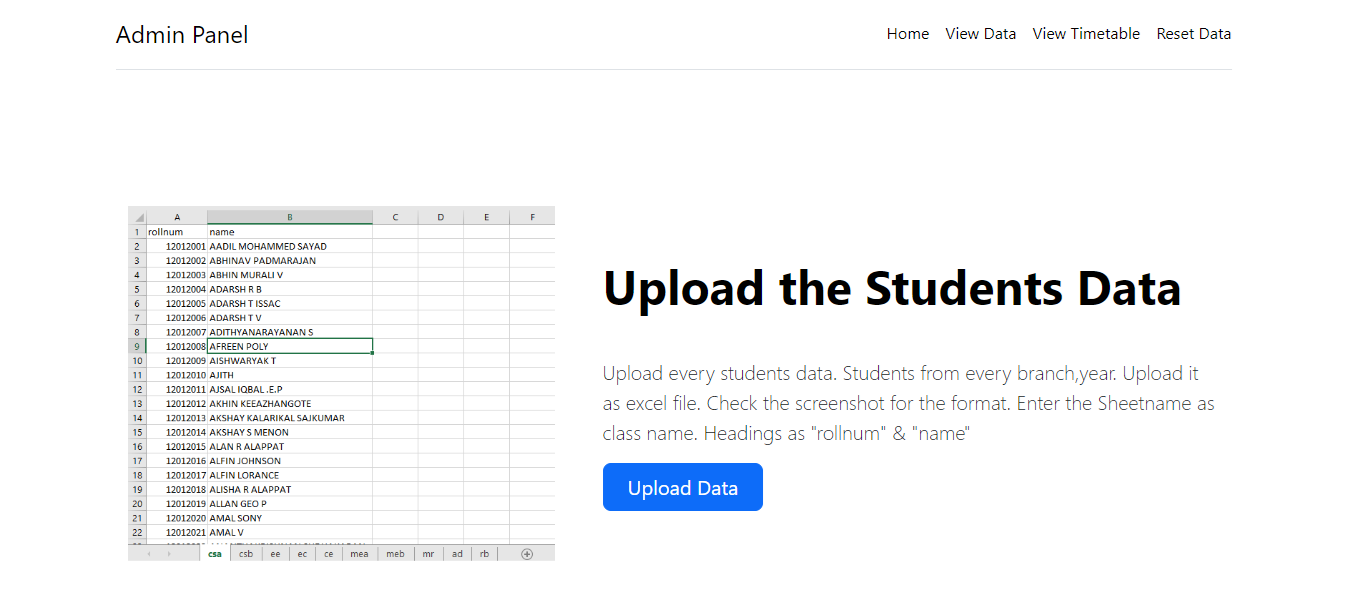 Admin Panel
Home View Data View Timetable Reset Data
A B C D E F
1 rollnum name
2 12012001 AADIL MOHAMMED SAYAD
3 12012002 ABHINAV PADMARAJAN
4 12012003 ABHIN MURALI V
5 12012004 ADARSH R B
6 12012005 ADARSH T ISSAC
7 12012006 ADARSH T V
8 12012007 ADITHYANARAYANAN S
9 12012008 AFREEN POLY
10 12012009 AISHWARYAK T
11 12012010 AJITH
12 12012011 AJSAL IQBAL .E.P
13 12012012 AKHIN KEEAZHANGOTE
14 12012013 AKSHAY KALARIKAL SAJKUMAR
15 12012014 AKSHAY S MENON
16 12012015 ALAN R ALAPPAT
17 12012016 ALFIN JOHNSON
18 12012017 ALFIN LORANCE
19 12012018 ALISHA R ALAPPAT
20 12012019 ALLAN GEO P
21 12012020 AMAL SONY
22 12012021 AMAL V
csa csb ee ec ce mea meb mr ad rb
Upload the Students Data
Upload every students data. Students from every branch,year. Upload it
as excel file. Check the screenshot for the format. Enter the Sheetname as
class name. Headings as "rollnum" & "name"
Upload Data